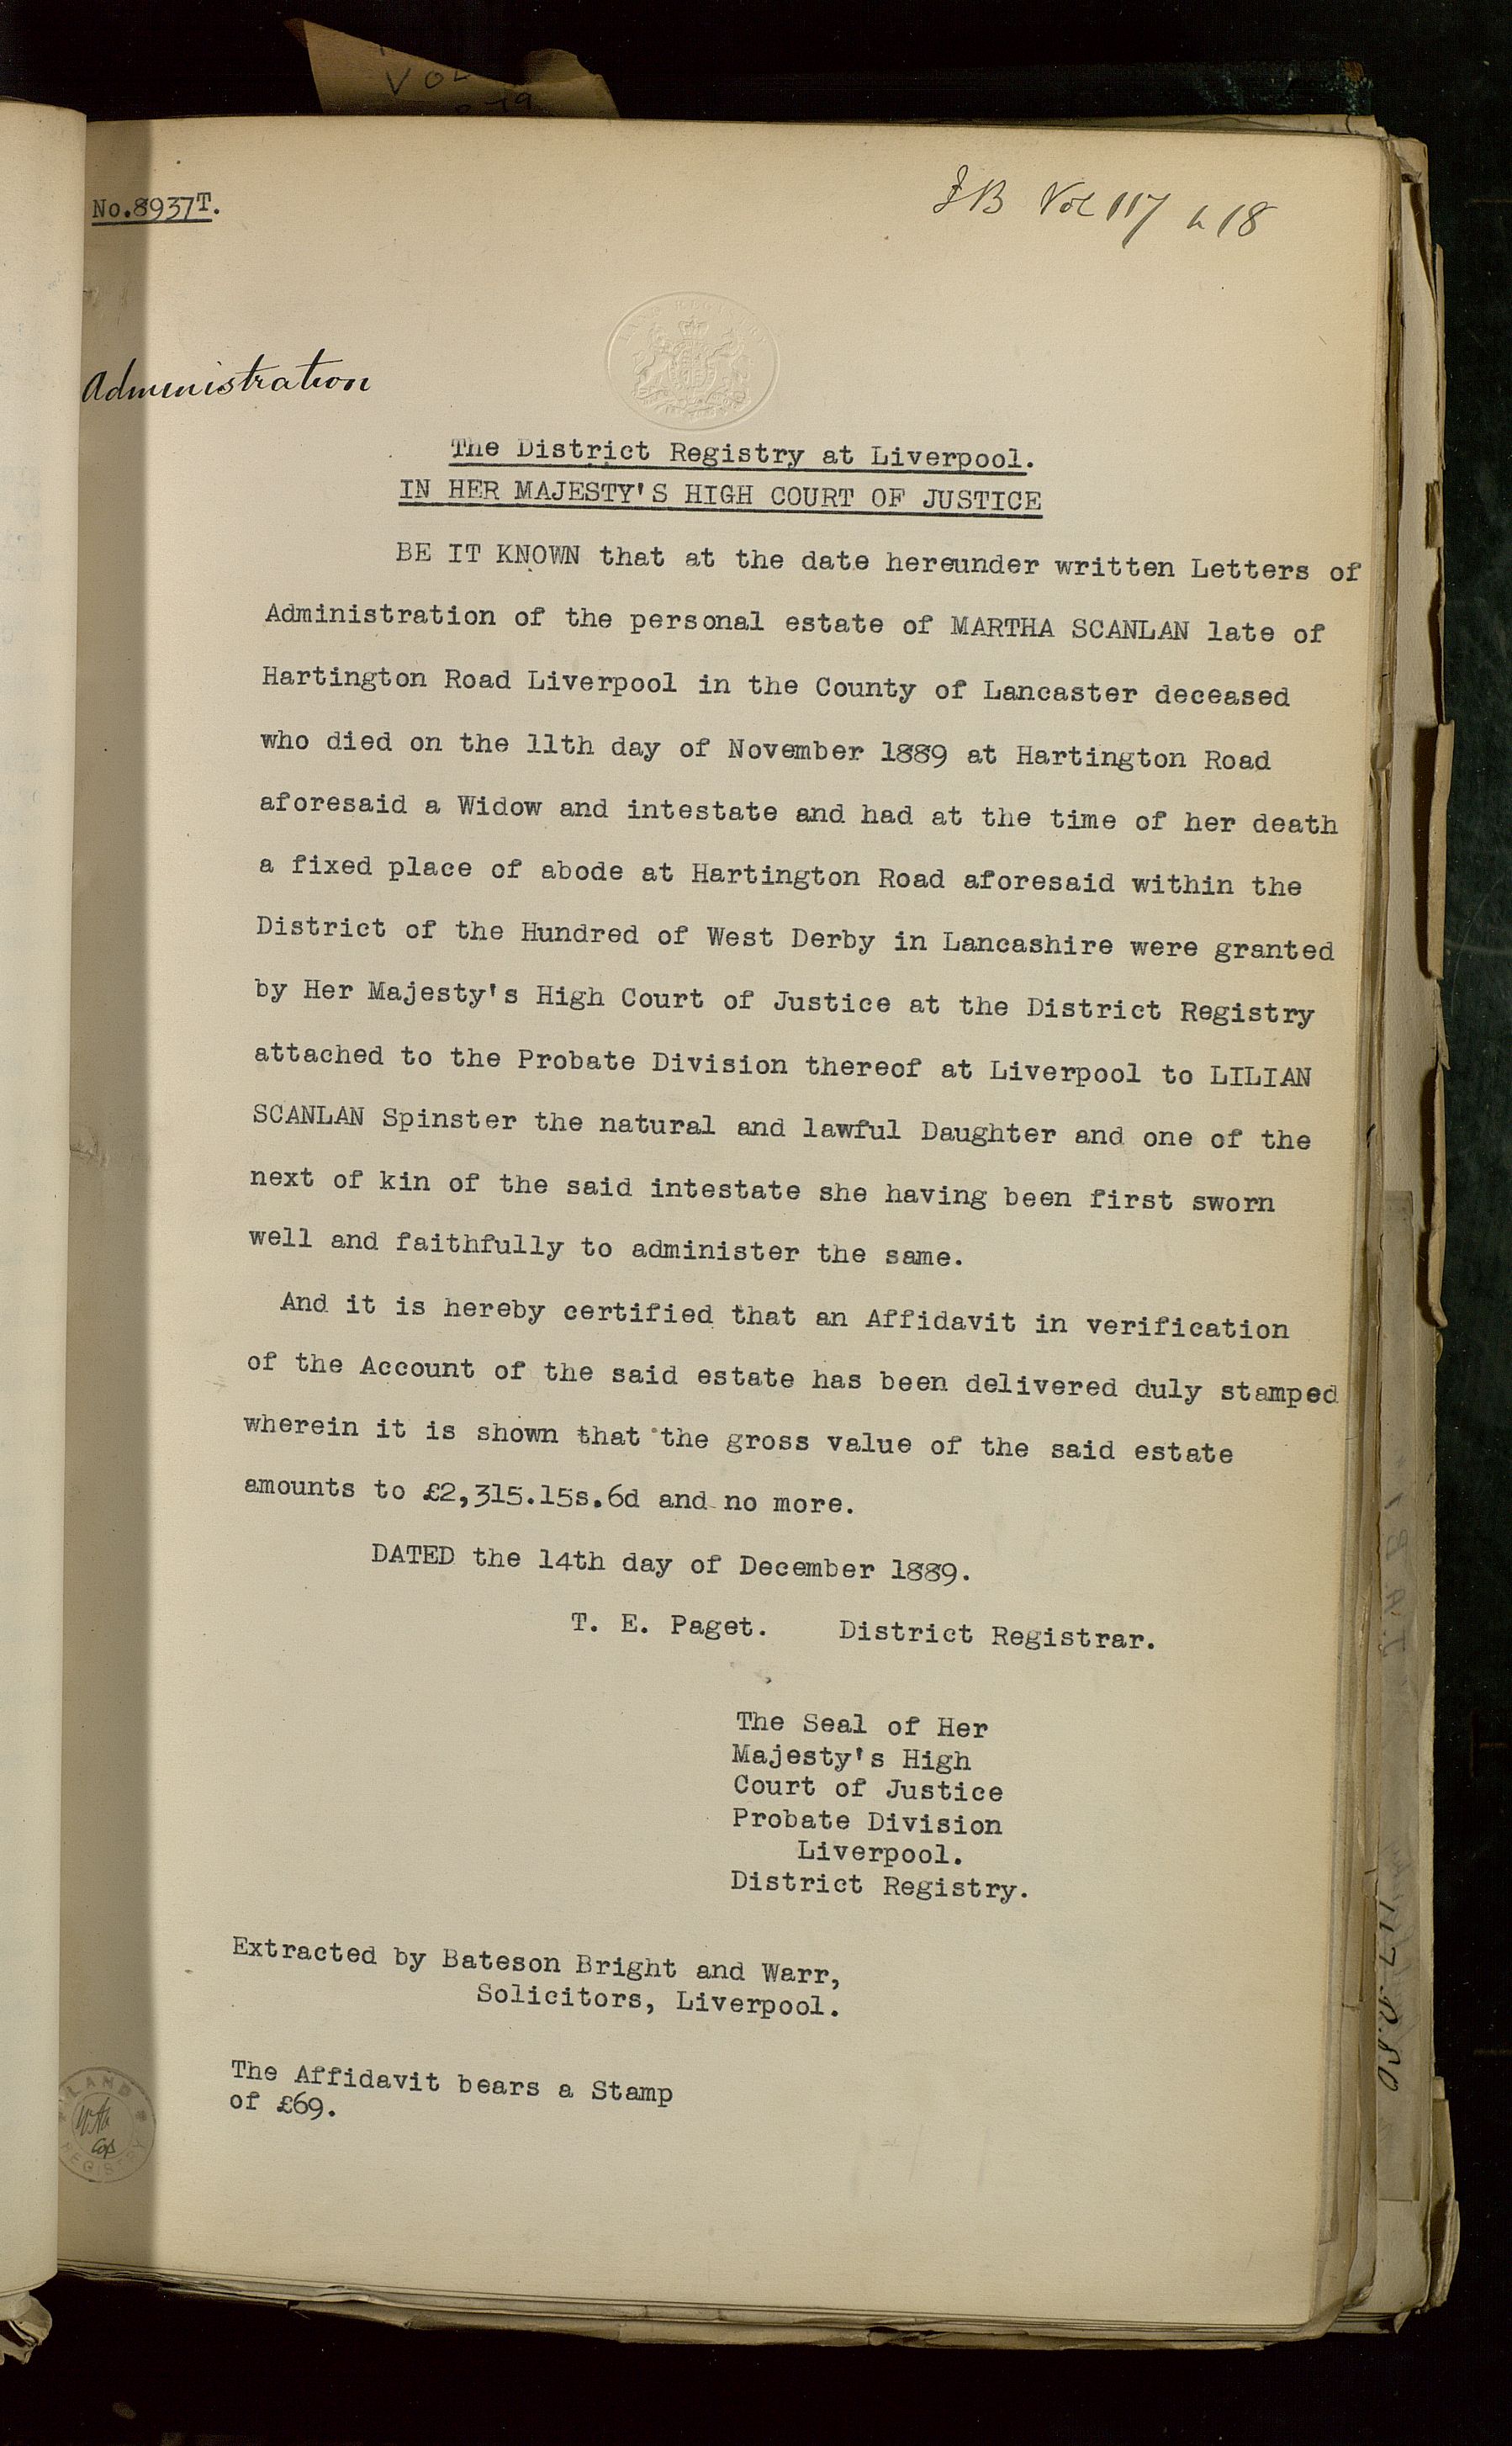 VOL
No.8937T.
JB Vol 117 h 18
Administration
The District Registry at Liverpool.
IN HER MAJESTY'S HIGH COURT OF JUSTICE
BE IT KNOWN that at the date hereunder written Letters of
Administration of the personal estate of MARTHA SCANLAN late of
Hartington Road Liverpool in the County of Lancaster deceased
who died on the 11th day of November 1889 at Hartington Road
aforesaid a Widow and intestate and had at the time of her death
a fixed place of abode at Hartington Road aforesaid within the
District of the Hundred of West Derby in Lancashire were granted
by Her Majesty's High Court of Justice at the District Registry
attached to the Probate Division thereof at Liverpool to LILIAN
SCANLAN Spinster the natural and lawful Daughter and one of the
next of kin of the said intestate she having been first sworn
well and faithfully to administer the same.
And it is hereby certified that an Affidavit in verification
of the Account of the said estate has been delivered duly stamped
wherein it is shown that the gross value of the said estate
amounts to £2,315.15s.6d and no more.
DATED the 14th day of December 1889.
T. E. Paget. District Registrar.
The Seal of Her
Majesty's High
Court of Justice
Probate Division
Liverpool.
District Registry.
Extracted by Bateson Bright and Warr,
Solicitors, Liverpool.
The Affidavit bears a Stamp
of £69.
LAND
REGISTRY